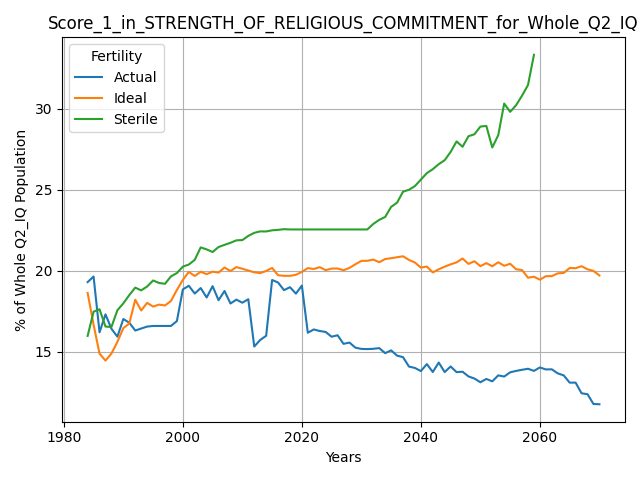 Score_1_in_STRENGTH_OF_RELIGIOUS_COMMITMENT_for_Whole_Q2_IQ
Fertility
Actual
Ideal
Sterile
% of Whole Q2_IQ Population
30
25
20
15
1980
2000
2020
2040
2060
Years